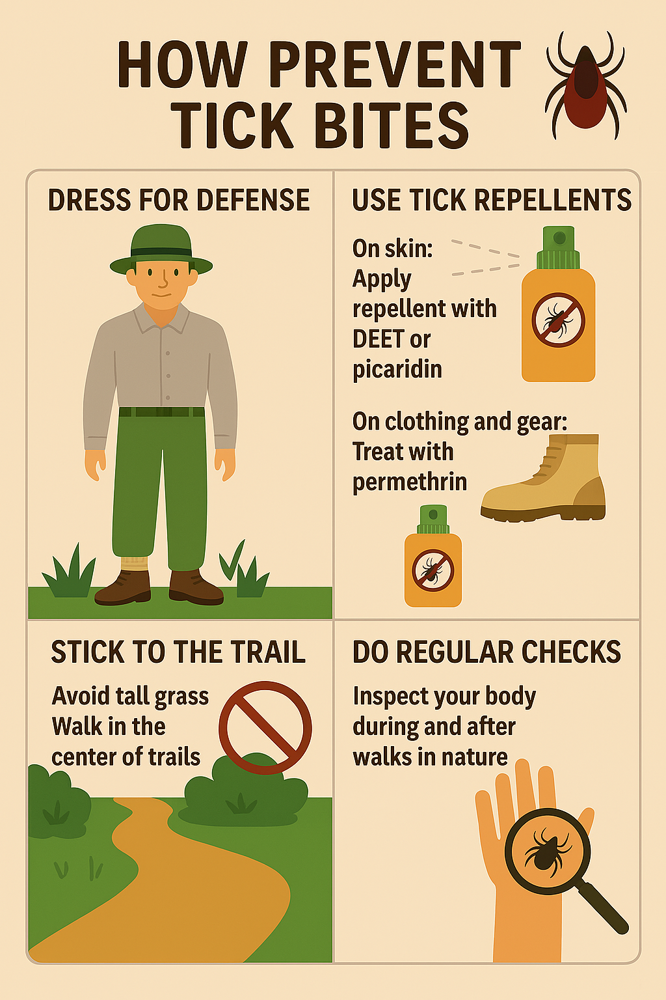 HOW PREVENT
TICK BITES
DRESS FOR DEFENSE
USE TICK REPELLENTS
On skin:
Apply
repellent with
DEET or
picaridin
On clothing and gear:
Treat with
permethrin
STICK TO THE TRAIL
Avoid tall grass
Walk in the
center of trails
DO REGULAR CHECKS
Inspect your body
during and after
walks in nature